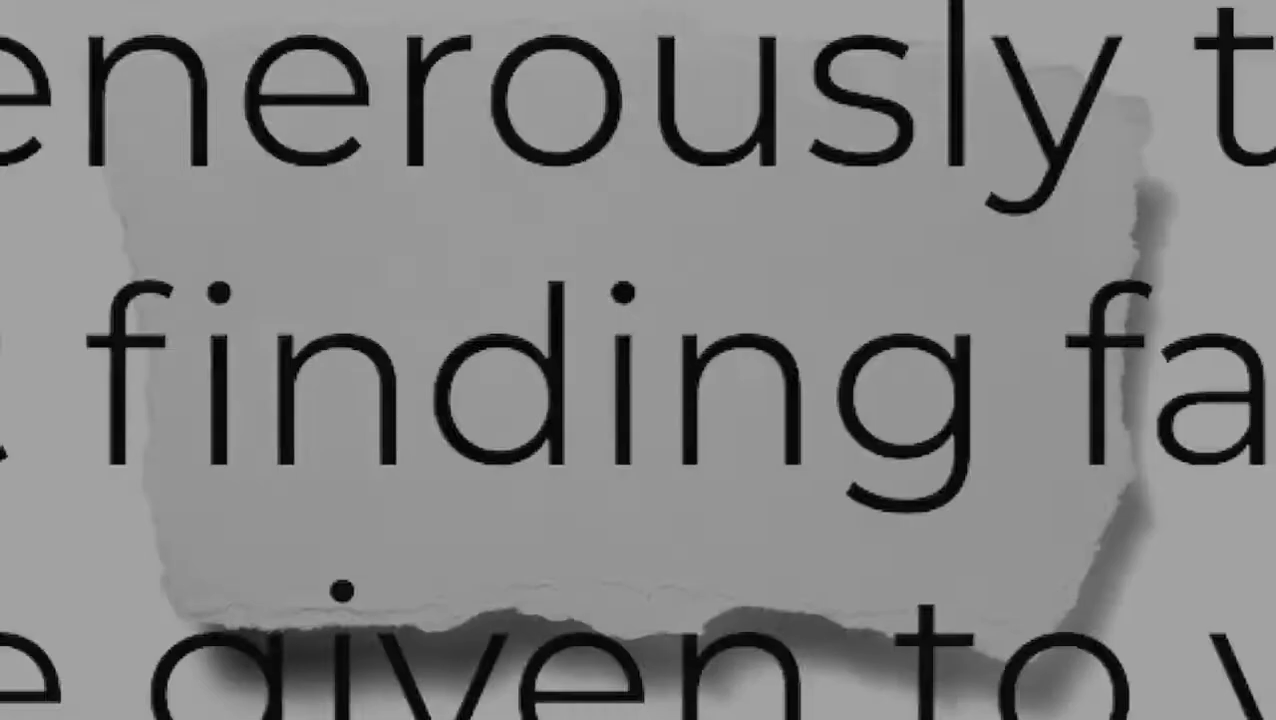 enerously t
finding fa
e given to